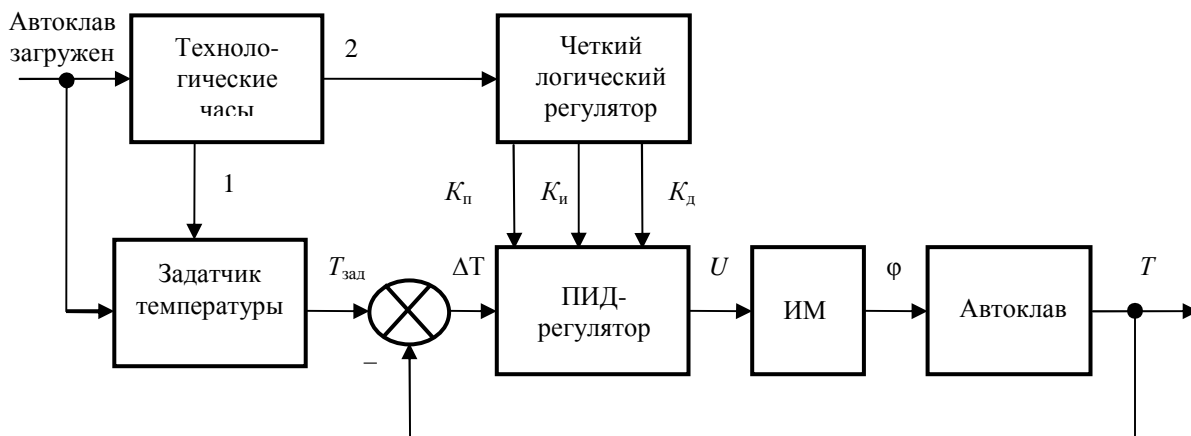 Автоклав
загружен
Техноло-
гические
часы
2
Четкий
логический
регулятор
1
Kп
Kи
Kд
Задатчик
температуры
Tзад
ΔT
ПИД-
регулятор
U
ИМ
φ
Автоклав
T
–